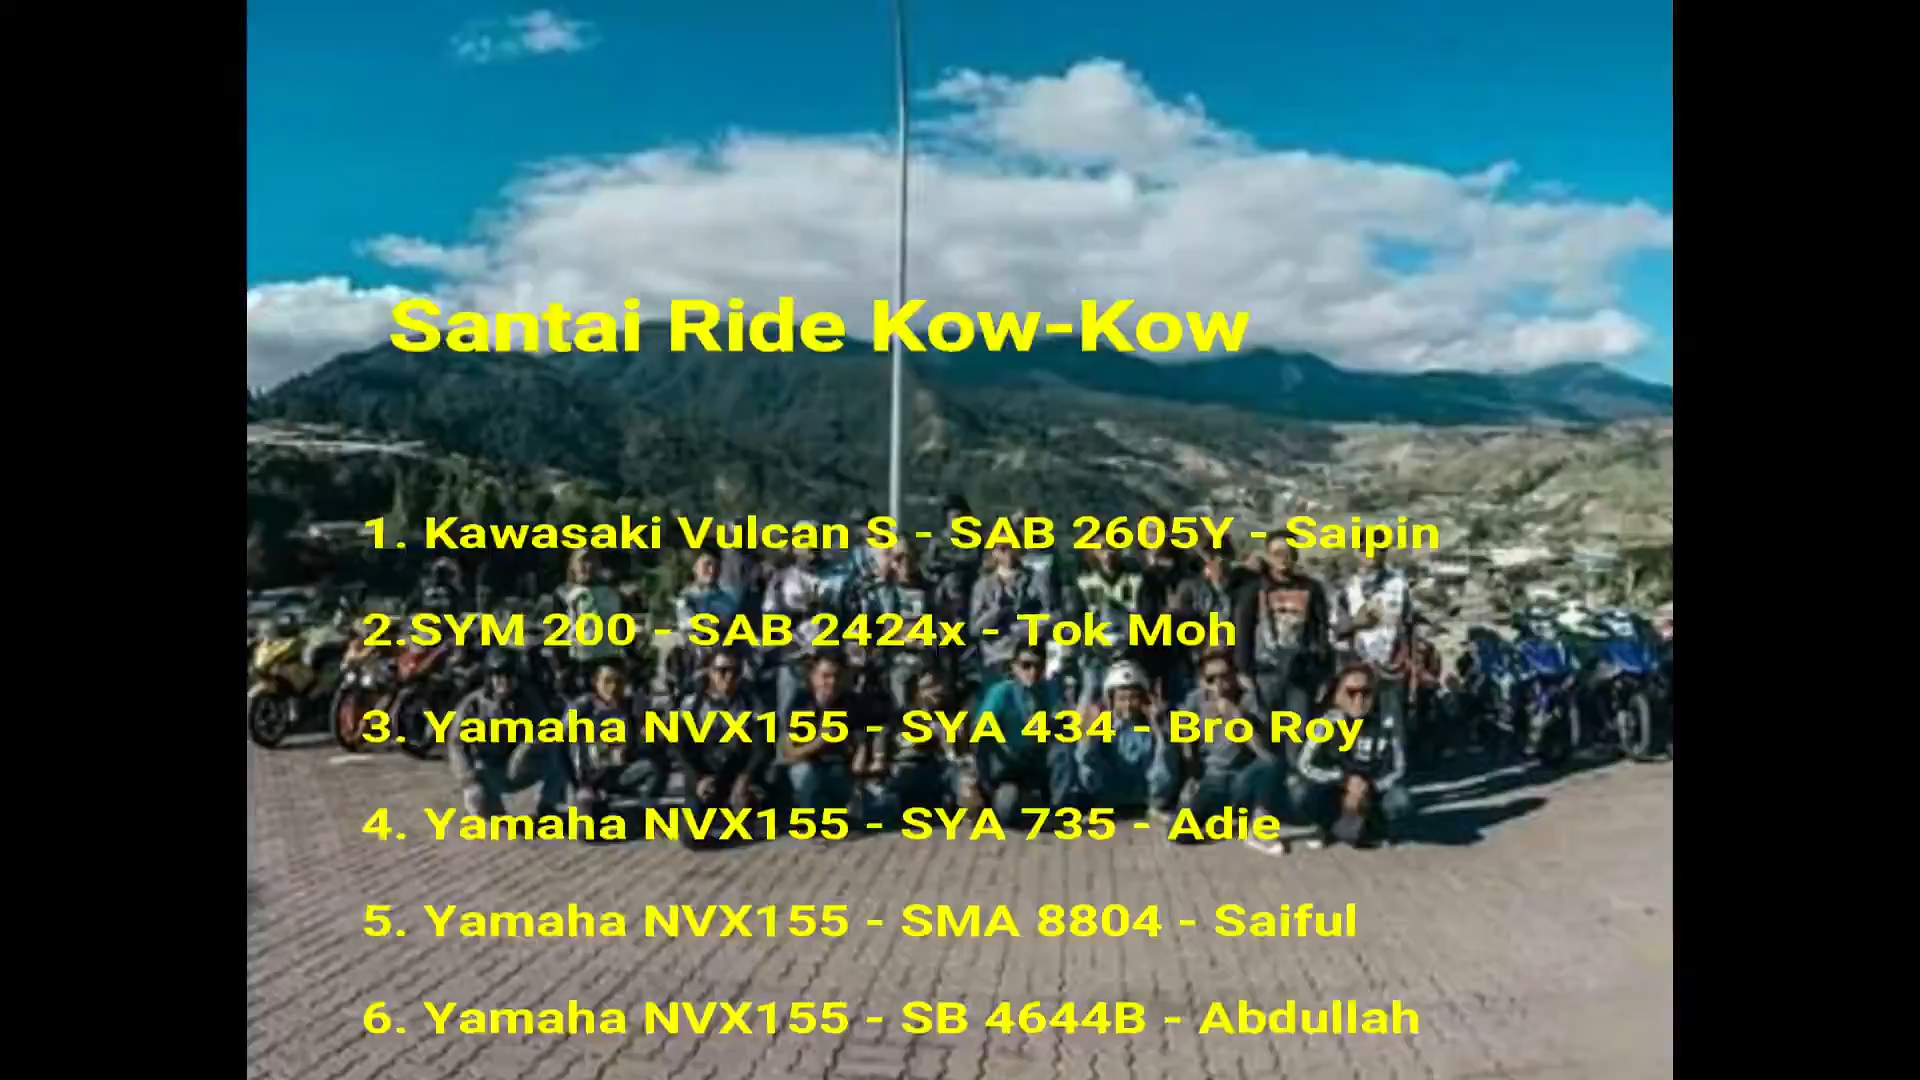 Santai Ride Kow-Kow
1. Kawasaki Vulcan S - SAB 2605Y - Saipin
2.SYM 200 - SAB 2424x - Tok Moh
3. Yamaha NVX155 - SYA 434 - Bro Roy
4. Yamaha NVX155 - SYA 735 - Adie
5. Yamaha NVX155 - SMA 8804 - Saiful
6. Yamaha NVX155 - SB 4644B - Abdullah